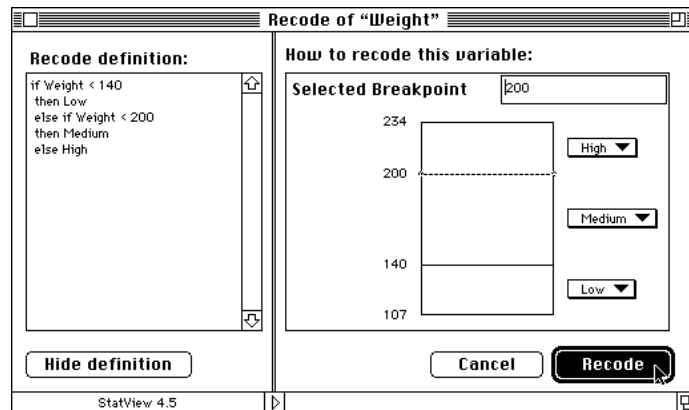 Recode of “Weight”
Recode definition:
if Weight < 140
then Low
else if Weight < 200
then Medium
else High
Hide definition
StatView 4.5
How to recode this variable:
Selected Breakpoint 200
234
High
200
Medium
140
Low
107
Cancel
Recode